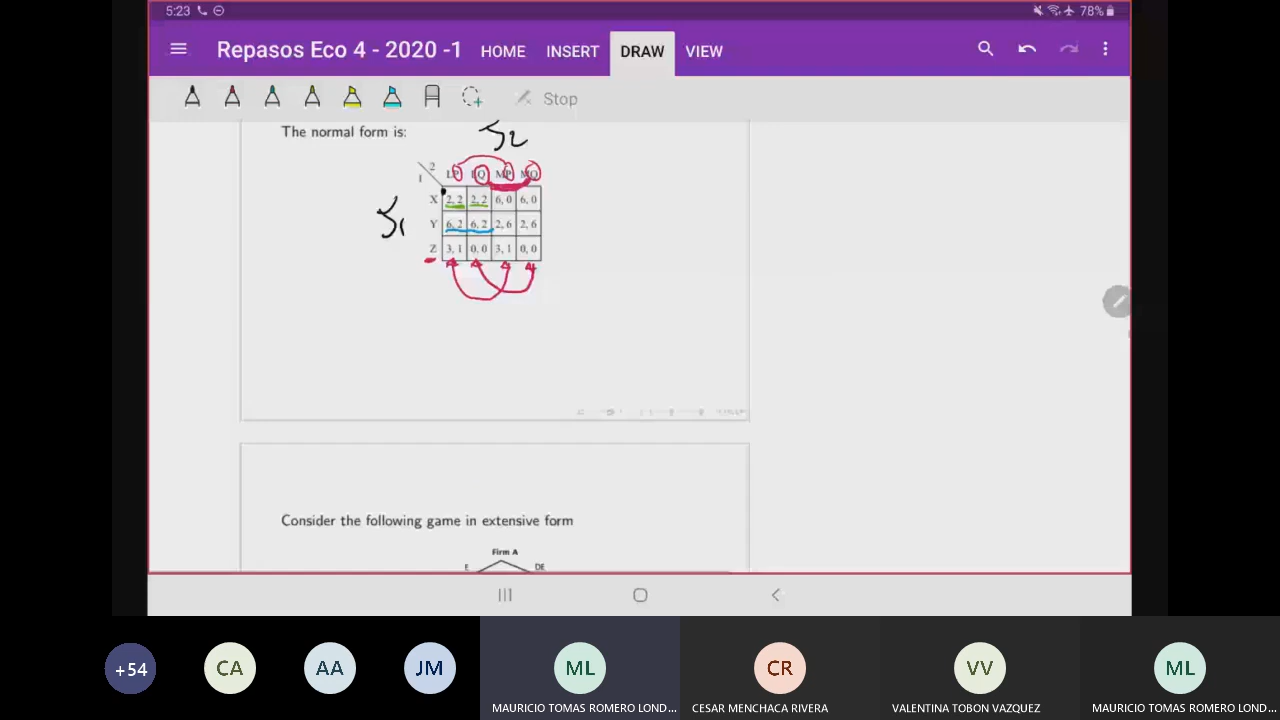 5:23 78%
Repasos Eco 4 - 2020 -1 HOME INSERT DRAW VIEW
Stop
The normal form is:
S2
2
1 LP LQ MP MQ
S1
X 2, 2 2, 2 6, 0 6, 0
Y 6, 2 6, 2 2, 6 2, 6
Z 3, 1 0, 0 3, 1 0, 0
Consider the following game in extensive form
Firm A
E DE
+54 CA AA JM ML CR VV ML
MAURICIO TOMAS ROMERO LOND... CESAR MENCHACA RIVERA VALENTINA TOBON VAZQUEZ MAURICIO TOMAS ROMERO LOND...